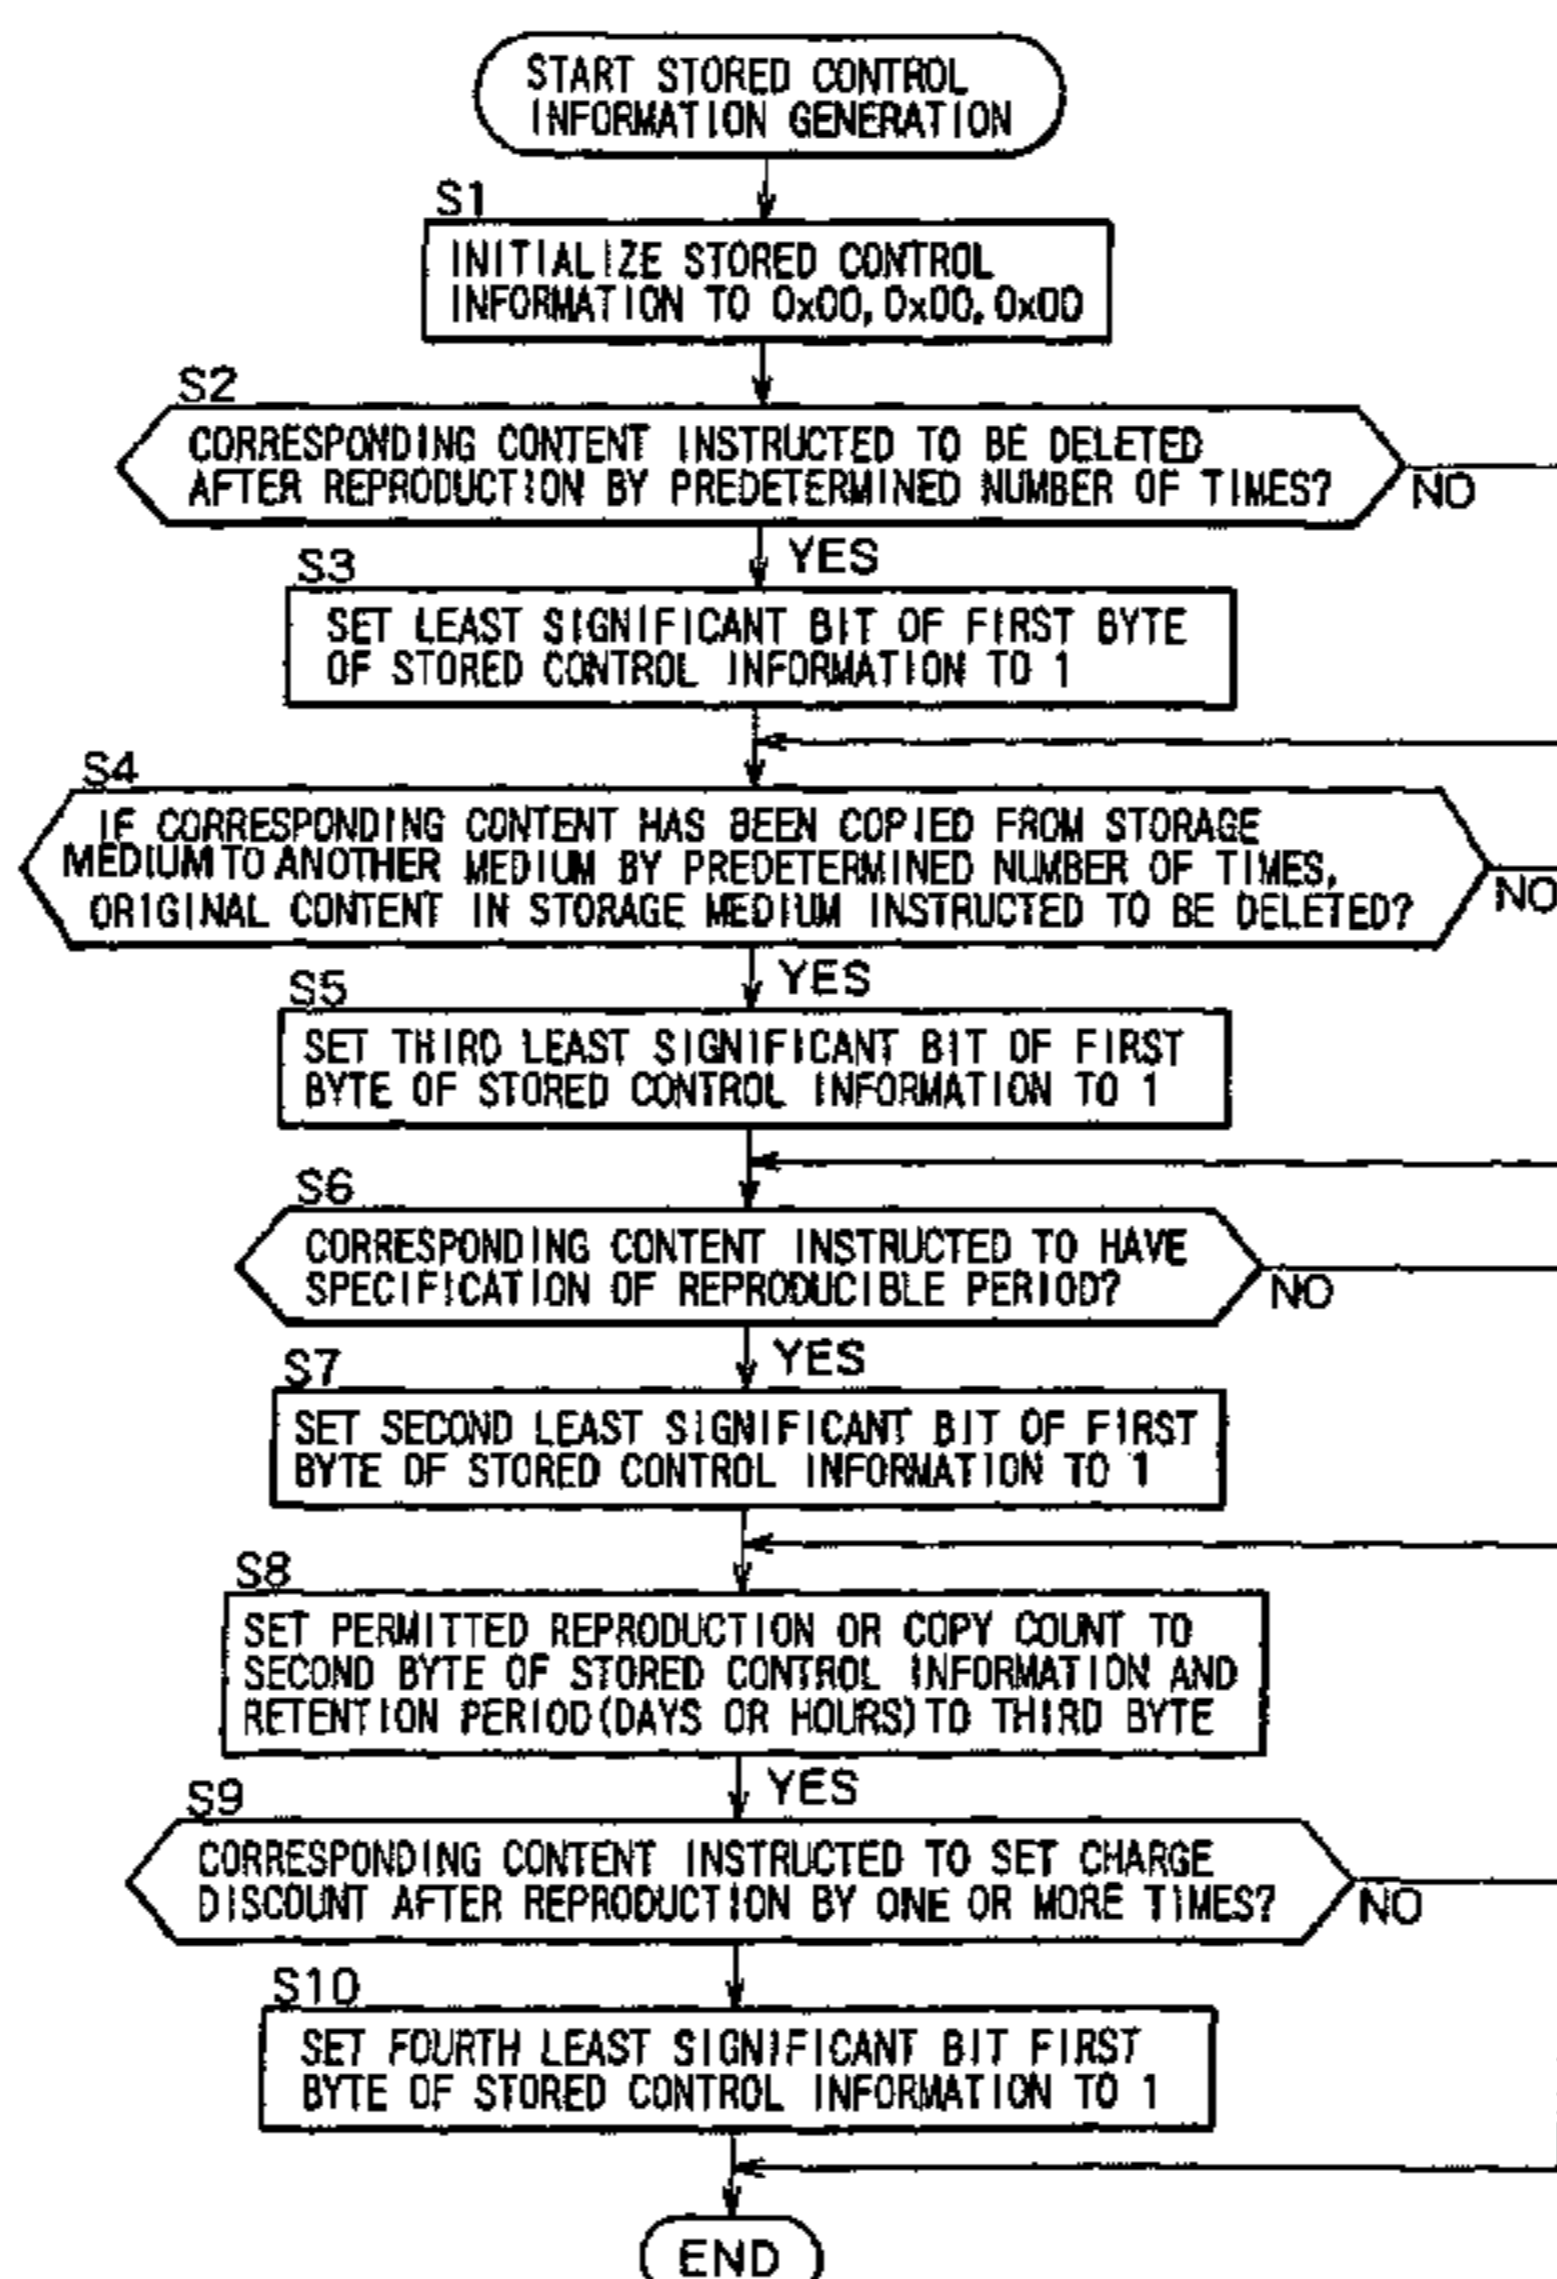 START STORED CONTROL
INFORMATION GENERATION
S1
INITIALIZE STORED CONTROL
INFORMATION TO 0x00, 0x00, 0x00
S2
CORRESPONDING CONTENT INSTRUCTED TO BE DELETED
AFTER REPRODUCTION BY PREDETERMINED NUMBER OF TIMES?
NO
YES
S3
SET LEAST SIGNIFICANT BIT OF FIRST BYTE
OF STORED CONTROL INFORMATION TO 1
S4
IF CORRESPONDING CONTENT HAS BEEN COPIED FROM STORAGE
MEDIUM TO ANOTHER MEDIUM BY PREDETERMINED NUMBER OF TIMES,
ORIGINAL CONTENT IN STORAGE MEDIUM INSTRUCTED TO BE DELETED?
NO
YES
S5
SET THIRD LEAST SIGNIFICANT BIT OF FIRST
BYTE OF STORED CONTROL INFORMATION TO 1
S6
CORRESPONDING CONTENT INSTRUCTED TO HAVE
SPECIFICATION OF REPRODUCIBLE PERIOD?
NO
YES
S7
SET SECOND LEAST SIGNIFICANT BIT OF FIRST
BYTE OF STORED CONTROL INFORMATION TO 1
S8
SET PERMITTED REPRODUCTION OR COPY COUNT TO
SECOND BYTE OF STORED CONTROL INFORMATION AND
RETENTION PERIOD(DAYS OR HOURS) TO THIRD BYTE
YES
S9
CORRESPONDING CONTENT INSTRUCTED TO SET CHARGE
DISCOUNT AFTER REPRODUCTION BY ONE OR MORE TIMES?
NO
S10
SET FOURTH LEAST SIGNIFICANT BIT FIRST
BYTE OF STORED CONTROL INFORMATION TO 1
END